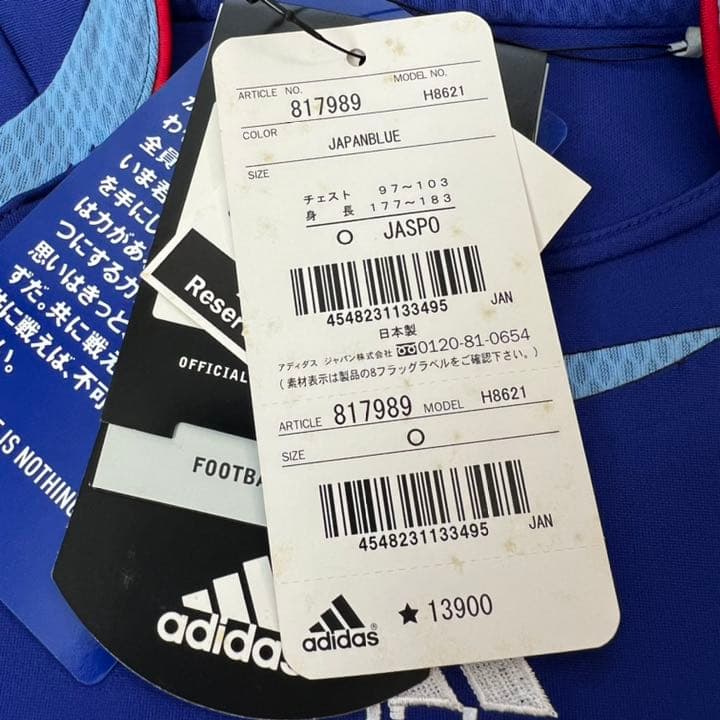 ARTICLE NO. 817989 MODEL NO. H8621
COLOR JAPANBLUE
SIZE
チェスト 97～103
身長 177～183
O JASPO
4548231133495 JAN
日本製
アディダス ジャパン株式会社 0120-81-0654
(素材表示は製品の8フラッグラベルをご確認下さい。)
ARTICLE 817989 MODEL H8621
SIZE O
4548231133495 JAN
adidas ★13900
わ
全員
いま君
を手にし
は力があ
つにする力
思いはきっと
ずだ。共に戦え
共に戦えば、不可
い。
E IS NOTHING
Reser
OFFICIAL
FOOTBA
adidas